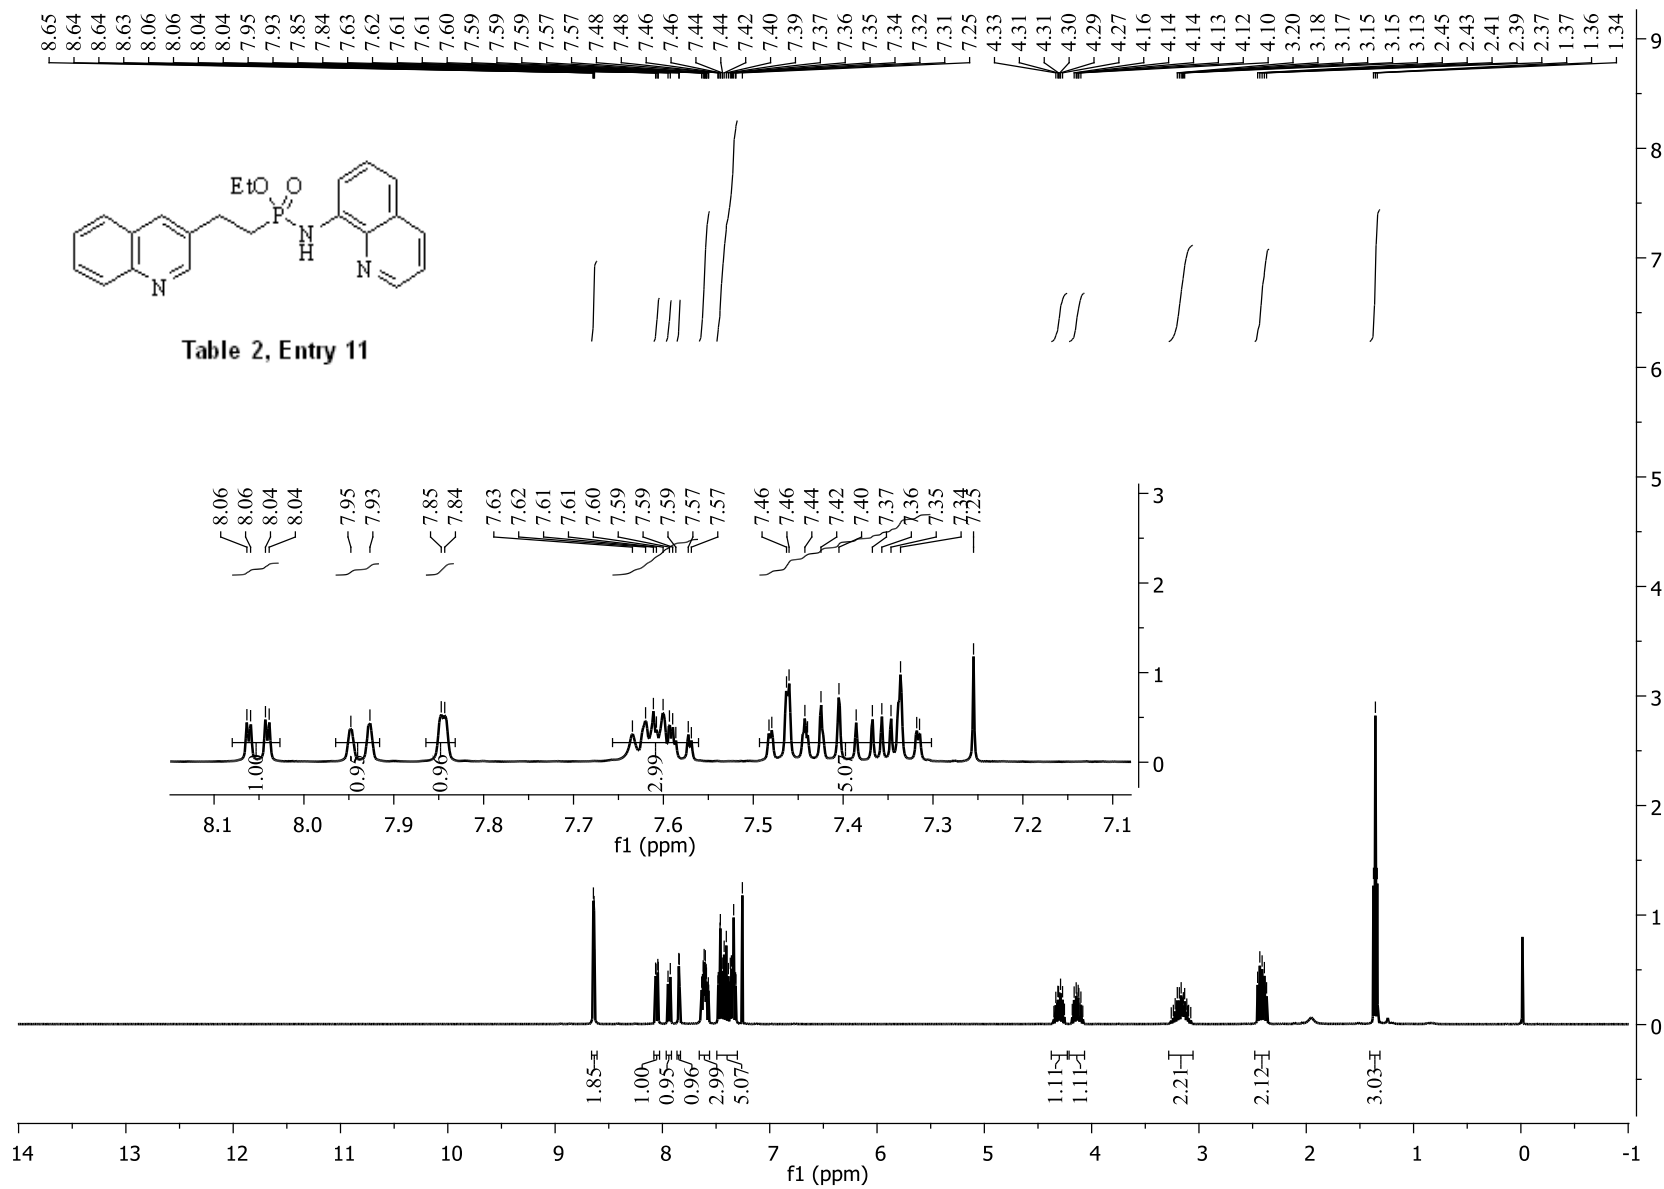 8.65 8.64 8.64 8.63 8.06 8.06 8.04 8.04 7.95 7.93 7.85 7.84 7.63 7.62 7.61 7.61 7.60 7.59 7.59 7.59 7.57 7.57 7.48 7.48 7.46 7.46 7.44 7.44 7.42 7.40 7.39 7.37 7.36 7.35 7.34 7.32 7.31 7.25 4.33 4.31 4.31 4.30 4.29 4.27 4.16 4.14 4.14 4.13 4.12 4.10 3.20 3.18 3.17 3.15 3.15 3.13 2.45 2.43 2.41 2.39 2.37 1.37 1.36 1.34
9
8
7
6
5
4
3
2
1
0
EtO O
P
N
H
N
N
Table 2, Entry 11
8.06 8.06 8.04 8.04 7.95 7.93 7.85 7.84 7.63 7.62 7.61 7.61 7.60 7.59 7.59 7.59 7.57 7.57 7.46 7.46 7.44 7.42 7.40 7.37 7.36 7.35 7.34 7.25
3
2
1
0
1.00 0.95 0.96 2.99 5.07
8.1 8.0 7.9 7.8 7.7 7.6 7.5 7.4 7.3 7.2 7.1
f1 (ppm)
1.85 1.00 0.95 0.96 2.99 5.07 1.11 1.11 2.21 2.12 3.03
14 13 12 11 10 9 8 7 6 5 4 3 2 1 0 -1
f1 (ppm)